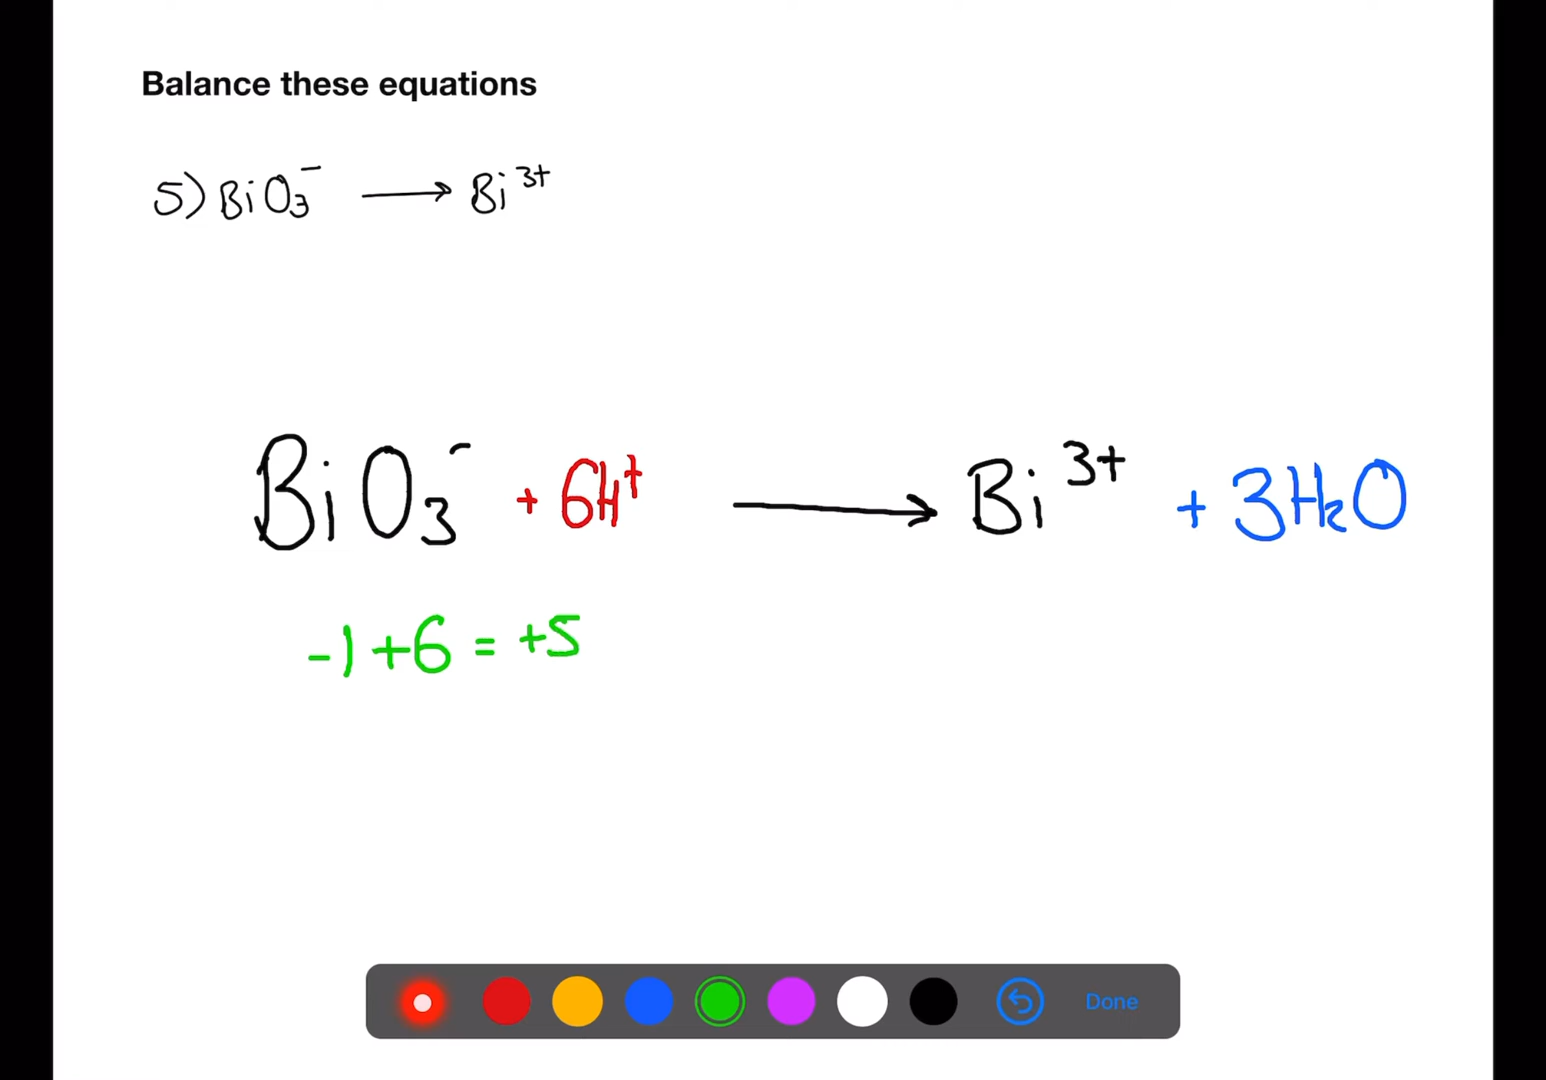 Balance these equations
5) BiO₃⁻ ⟶ Bi³⁺
BiO₃⁻ + 6H⁺ ⟶ Bi³⁺ + 3H₂O
-1 +6 = +5
Done